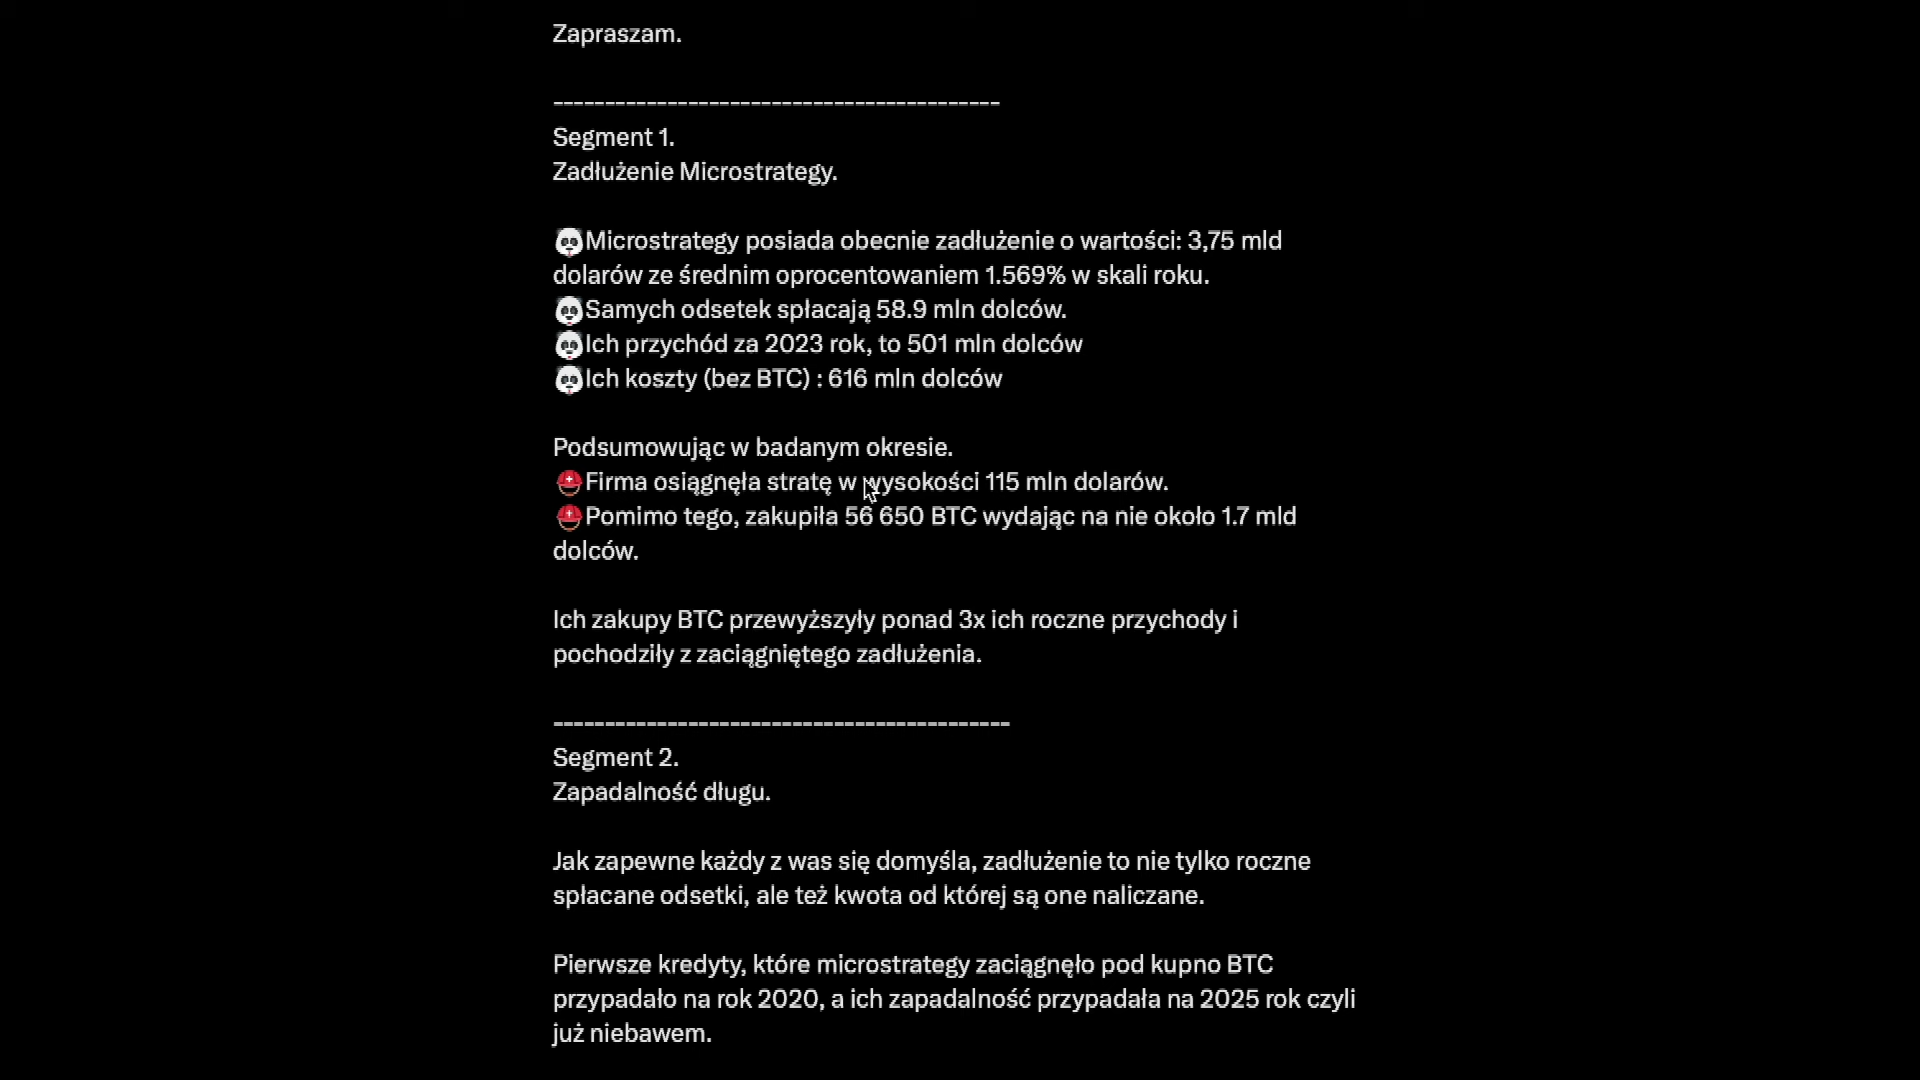 Zapraszam.
-------------------------------------------
Segment 1.
Zadłużenie Microstrategy.
Microstrategy posiada obecnie zadłużenie o wartości: 3,75 mld
dolarów ze średnim oprocentowaniem 1.569% w skali roku.
Samych odsetek spłacają 58.9 mln dolców.
Ich przychód za 2023 rok, to 501 mln dolców
Ich koszty (bez BTC) : 616 mln dolców
Podsumowując w badanym okresie.
Firma osiągnęła stratę w wysokości 115 mln dolarów.
Pomimo tego, zakupiła 56 650 BTC wydając na nie około 1.7 mld
dolców.
Ich zakupy BTC przewyższyły ponad 3x ich roczne przychody i
pochodziły z zaciągniętego zadłużenia.
--------------------------------------------
Segment 2.
Zapadalność długu.
Jak zapewne każdy z was się domyśla, zadłużenie to nie tylko roczne
spłacane odsetki, ale też kwota od której są one naliczane.
Pierwsze kredyty, które microstrategy zaciągnęło pod kupno BTC
przypadało na rok 2020, a ich zapadalność przypadała na 2025 rok czyli
już niebawem.